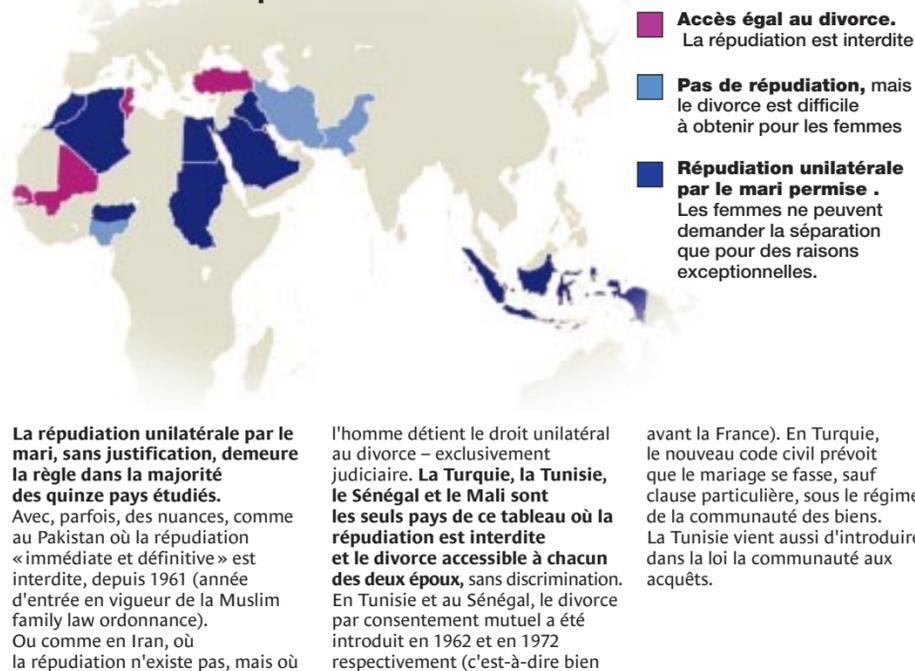 Accès égal au divorce.
La répudiation est interdite
Pas de répudiation, mais
le divorce est difficile
à obtenir pour les femmes
Répudiation unilatérale
par le mari permise .
Les femmes ne peuvent
demander la séparation
que pour des raisons
exceptionnelles.
La répudiation unilatérale par le
mari, sans justification, demeure
la règle dans la majorité
des quinze pays étudiés.
Avec, parfois, des nuances, comme
au Pakistan où la répudiation
« immédiate et définitive » est
interdite, depuis 1961 (année
d'entrée en vigueur de la Muslim
family law ordonnance).
Ou comme en Iran, où
la répudiation n'existe pas, mais où
l'homme détient le droit unilatéral
au divorce – exclusivement
judiciaire. La Turquie, la Tunisie,
le Sénégal et le Mali sont
les seuls pays de ce tableau où la
répudiation est interdite
et le divorce accessible à chacun
des deux époux, sans discrimination.
En Tunisie et au Sénégal, le divorce
par consentement mutuel a été
introduit en 1962 et en 1972
respectivement (c'est-à-dire bien
avant la France). En Turquie,
le nouveau code civil prévoit
que le mariage se fasse, sauf
clause particulière, sous le régime
de la communauté des biens.
La Tunisie vient aussi d'introduire
dans la loi la communauté aux
acquêts.